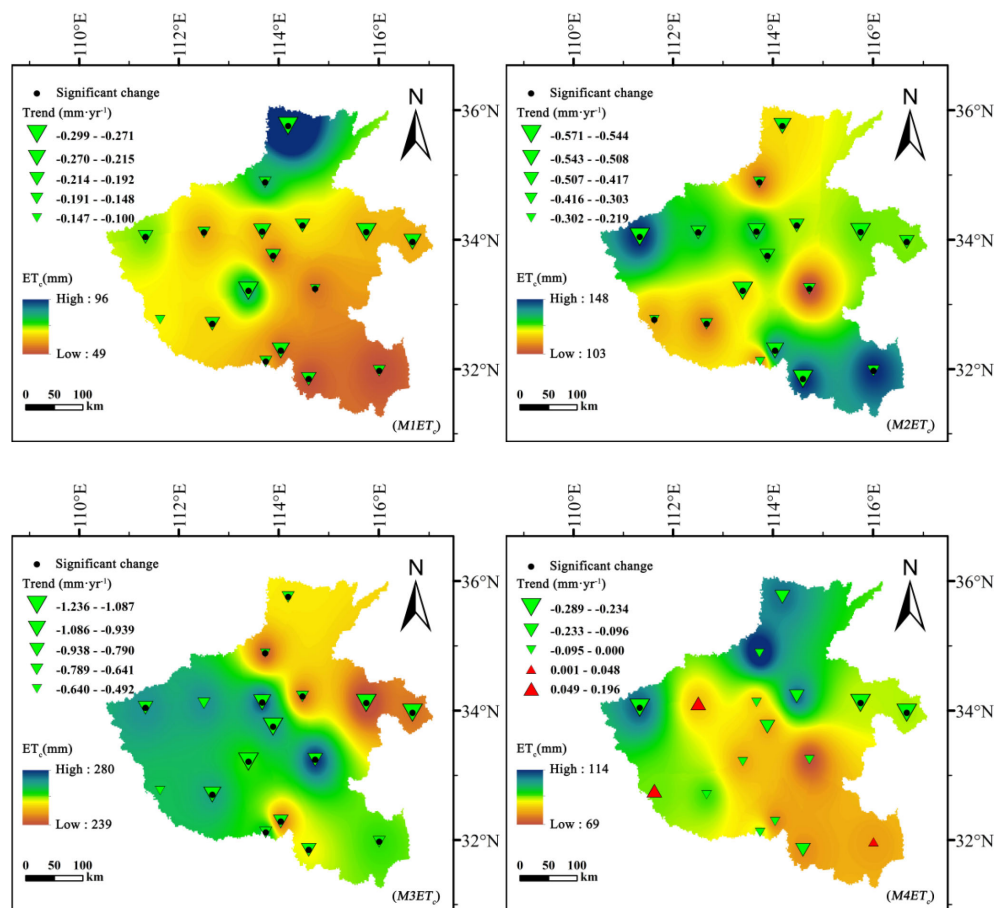 110°E 112°E 114°E 116°E
36°N
34°N
32°N
N
Significant change
Trend (mm·yr⁻¹)
-0.299 - -0.271
-0.270 - -0.215
-0.214 - -0.192
-0.191 - -0.148
-0.147 - -0.100
ETc(mm)
High : 96
Low : 49
0 50 100
km
(M1ETc)
110°E 112°E 114°E 116°E
36°N
34°N
32°N
N
Significant change
Trend (mm·yr⁻¹)
-0.571 - -0.544
-0.543 - -0.508
-0.507 - -0.417
-0.416 - -0.303
-0.302 - -0.219
ETc(mm)
High : 148
Low : 103
0 50 100
km
(M2ETc)
110°E 112°E 114°E 116°E
36°N
34°N
32°N
N
Significant change
Trend (mm·yr⁻¹)
-1.236 - -1.087
-1.086 - -0.939
-0.938 - -0.790
-0.789 - -0.641
-0.640 - -0.492
ETc(mm)
High : 280
Low : 239
0 50 100
km
(M3ETc)
110°E 112°E 114°E 116°E
36°N
34°N
32°N
N
Significant change
Trend (mm·yr⁻¹)
-0.289 - -0.234
-0.233 - -0.096
-0.095 - -0.000
0.001 - 0.048
0.049 - 0.196
ETc(mm)
High : 114
Low : 69
0 50 100
km
(M4ETc)